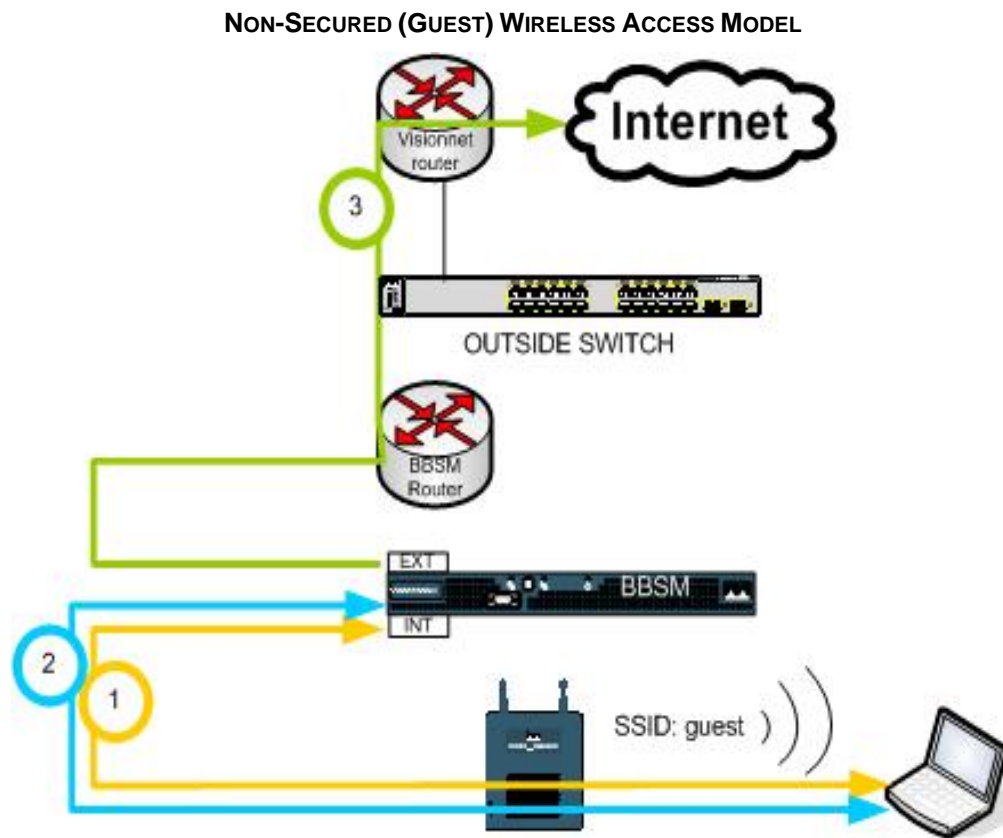 NON-SECURED (GUEST) WIRELESS ACCESS MODEL
Internet
Visionnet
router
3
OUTSIDE SWITCH
BBSM
Router
EXT
BBSM
INT
2
1
SSID: guest